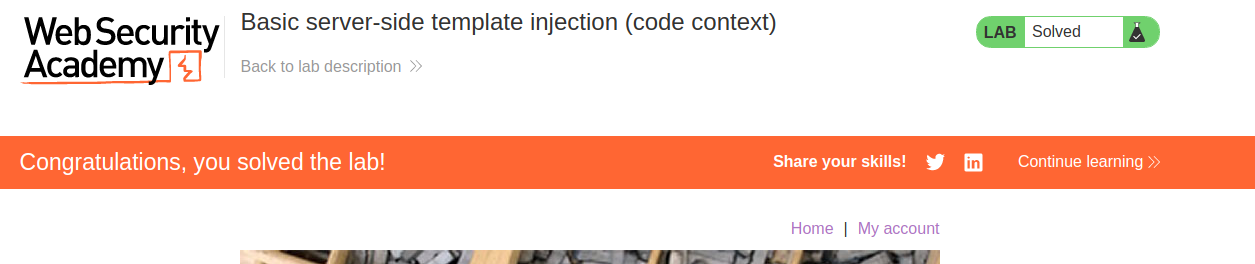 Web Security
Academy
Basic server-side template injection (code context)
Back to lab description
LAB Solved
Congratulations, you solved the lab!
Share your skills!
in
Continue learning
Home | My account